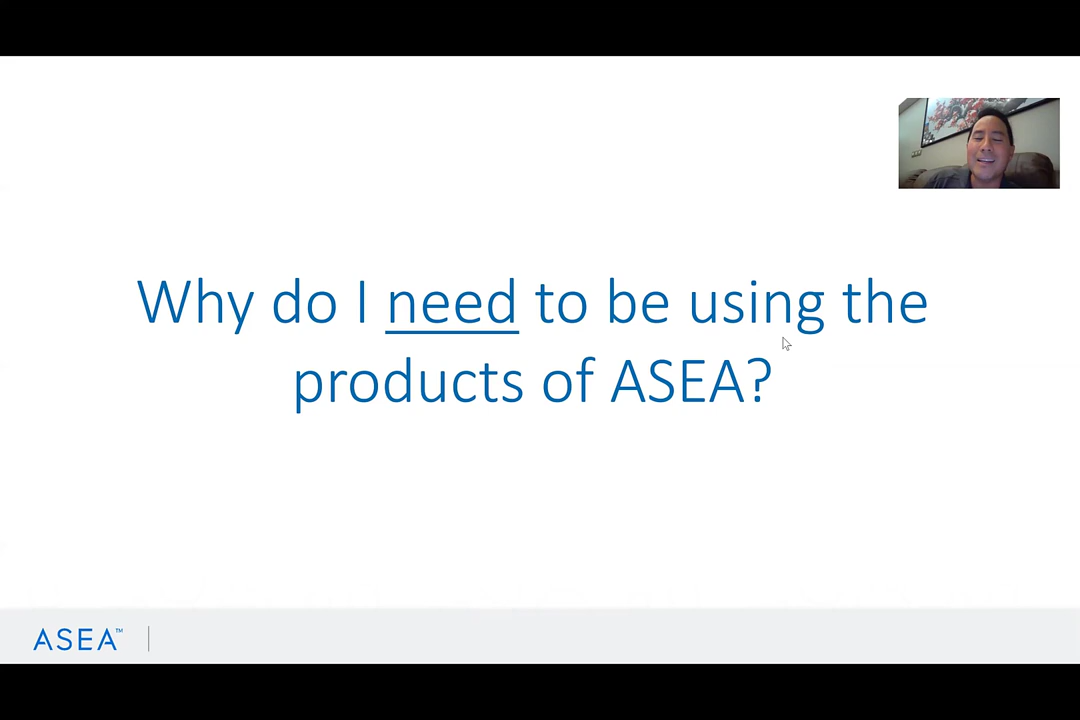 Why do I need to be using the
products of ASEA?
ASEA™